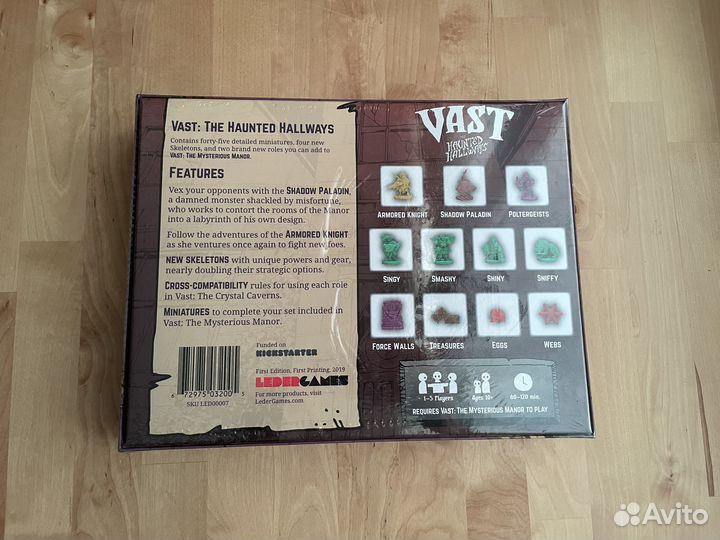 VAST: THE HAUNTED HALLWAYS
Contains forty-five detailed miniatures, four new
Skeletons, and two brand new roles you can add to
VAST: THE MYSTERIOUS MANOR.
FEATURES
Vex your opponents with the SHADOW PALADIN,
a damned monster shackled by misfortune,
who works to contort the rooms of the Manor
into a labyrinth of his own design.
Follow the adventures of the ARMORED KNIGHT
as she ventures once again to fight new foes.
NEW SKELETONS with unique powers and gear,
nearly doubling their strategic options.
CROSS-COMPATIBILITY rules for using each role
in Vast: The Crystal Caverns.
MINIATURES to complete your set included in
Vast: The Mysterious Manor.
6 72975 03200 5
SKU LED00007
Funded on
KICKSTARTER
First Edition, First Printing, 2019
LEDERGAMES
For more products, visit
LederGames.com
VAST
HAUNTED
HALLWAYS
ARMORED KNIGHT SHADOW PALADIN POLTERGEISTS
SINGY SMASHY SHINY SNIFFY
FORCE WALLS TREASURES EGGS WEBS
1–5 Players Ages 10+ 60–120 min.
REQUIRES VAST: THE MYSTERIOUS MANOR TO PLAY
Avito